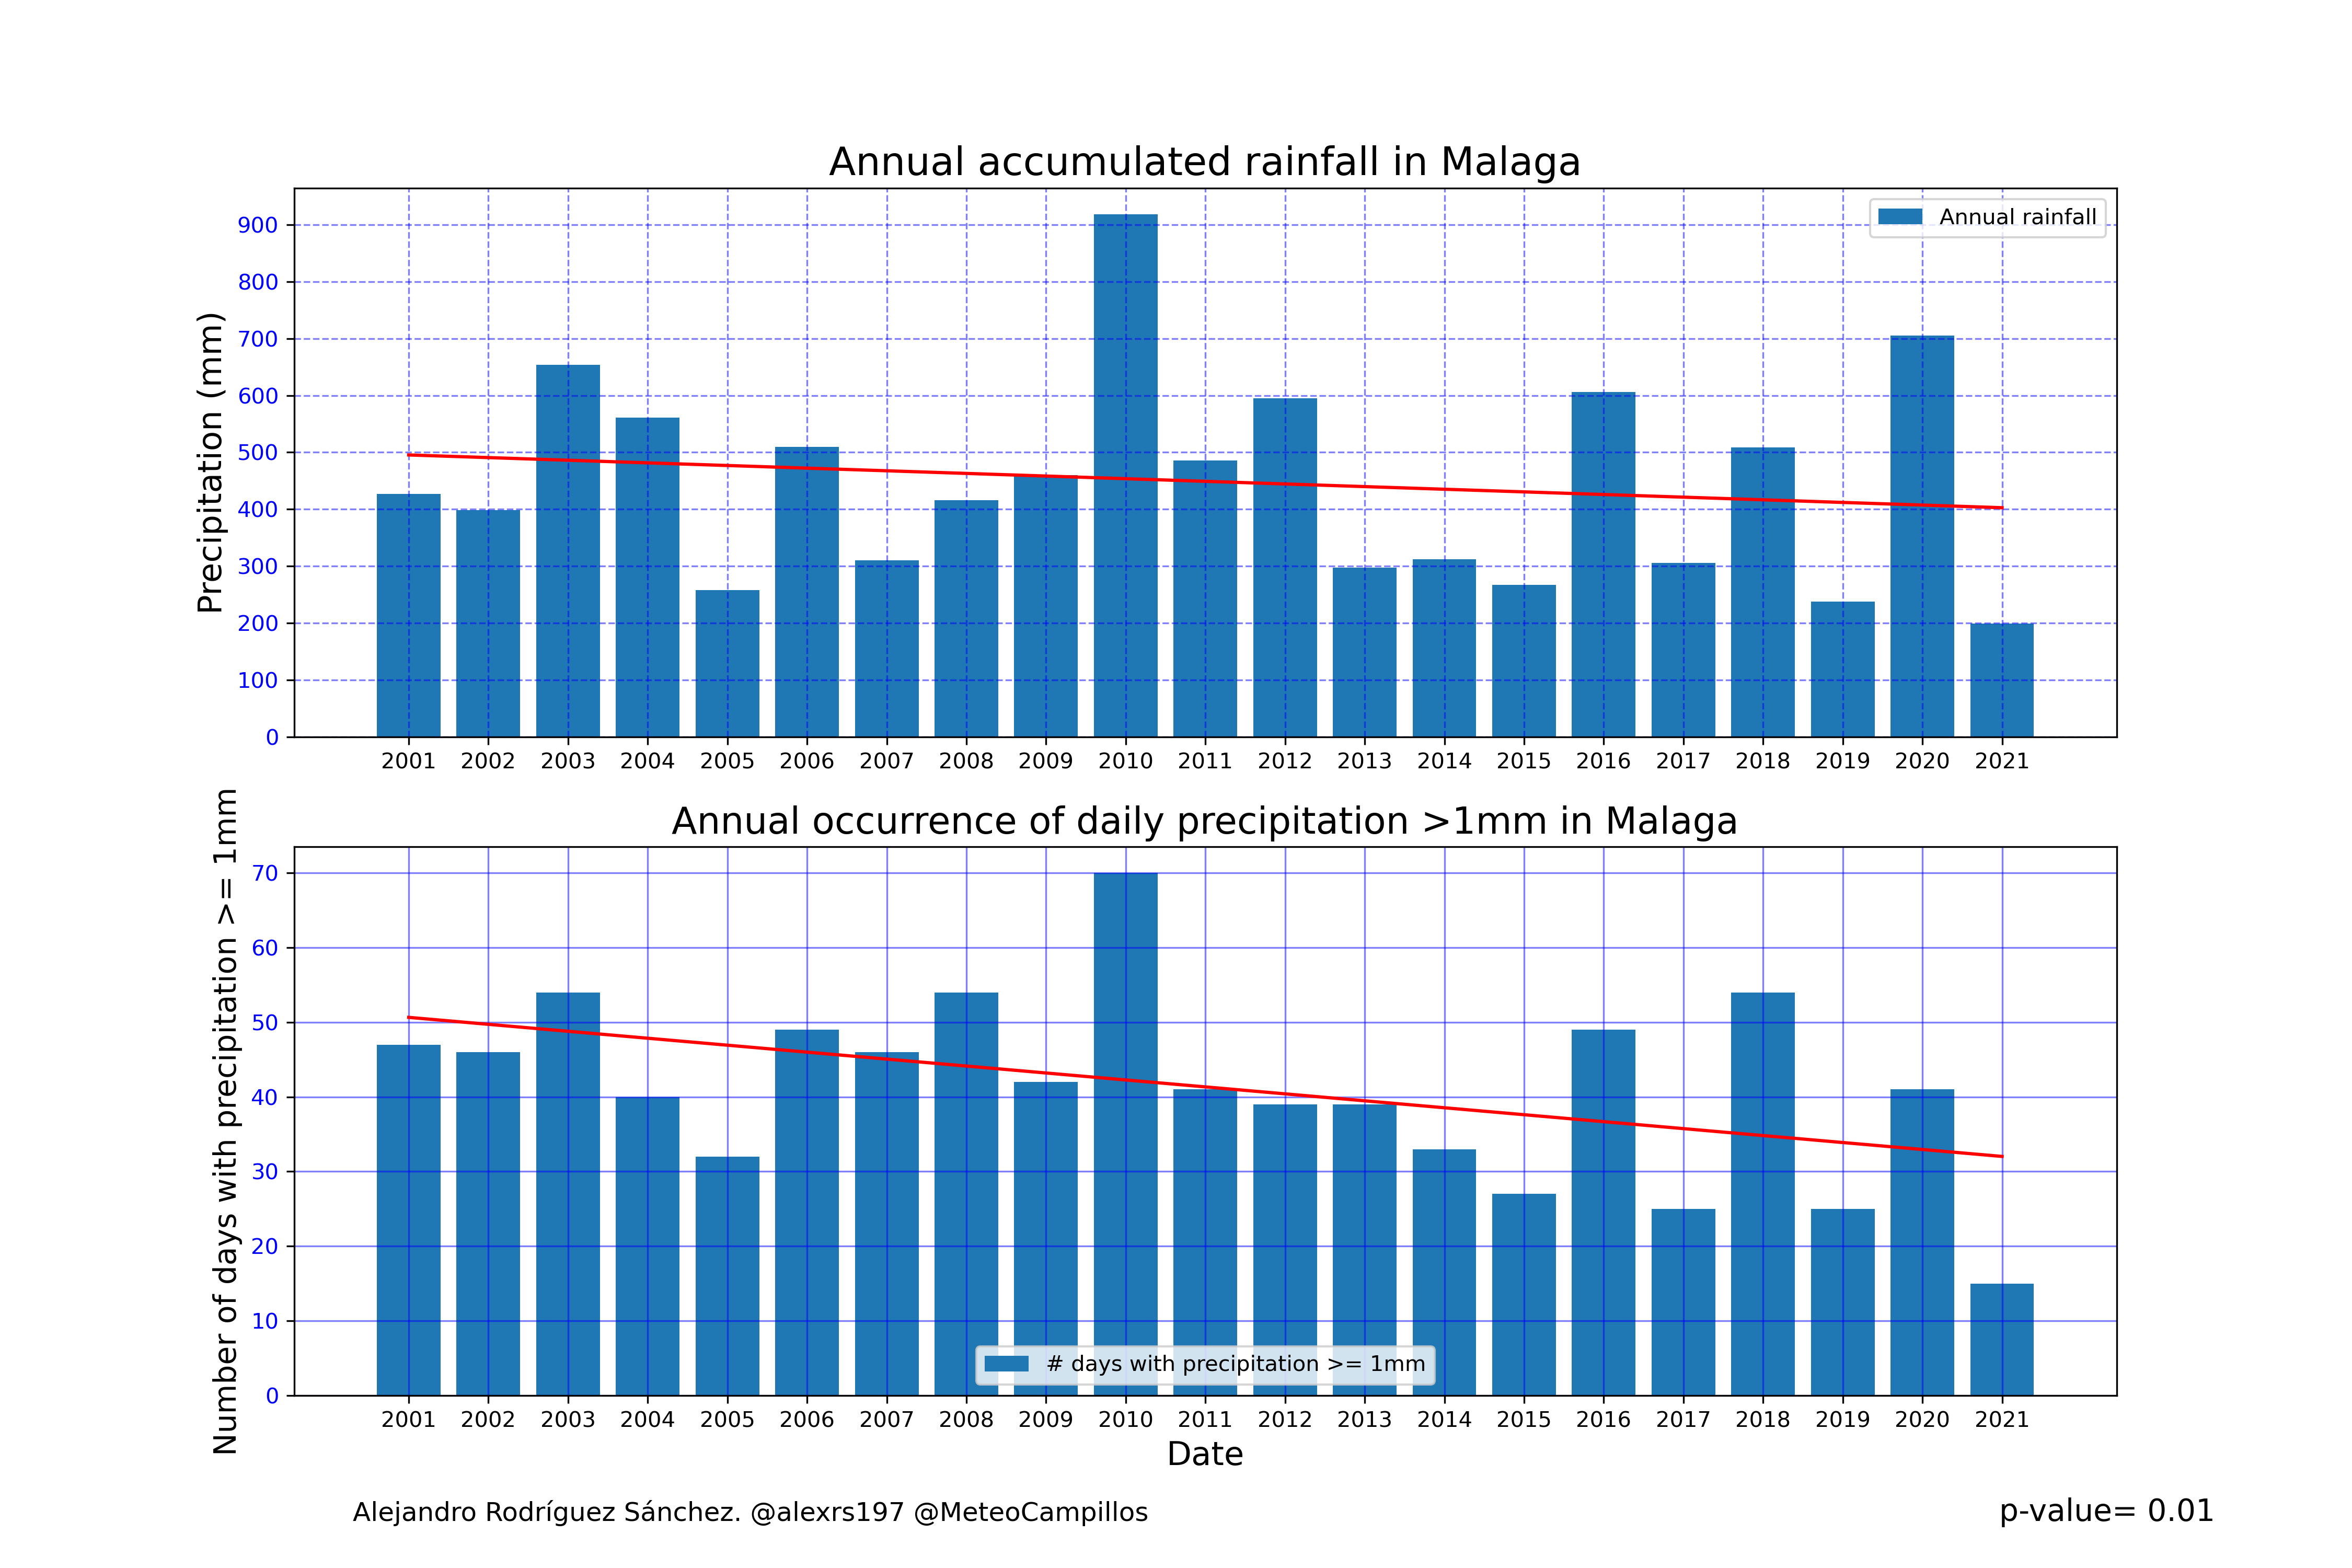 Annual accumulated rainfall in Malaga
Precipitation (mm)
900
800
700
600
500
400
300
200
100
0
Annual rainfall
2001 2002 2003 2004 2005 2006 2007 2008 2009 2010 2011 2012 2013 2014 2015 2016 2017 2018 2019 2020 2021
Annual occurrence of daily precipitation >1mm in Malaga
Number of days with precipitation >= 1mm
70
60
50
40
30
20
10
0
# days with precipitation >= 1mm
2001 2002 2003 2004 2005 2006 2007 2008 2009 2010 2011 2012 2013 2014 2015 2016 2017 2018 2019 2020 2021
Date
Alejandro Rodríguez Sánchez. @alexrs197 @MeteoCampillos
p-value= 0.01